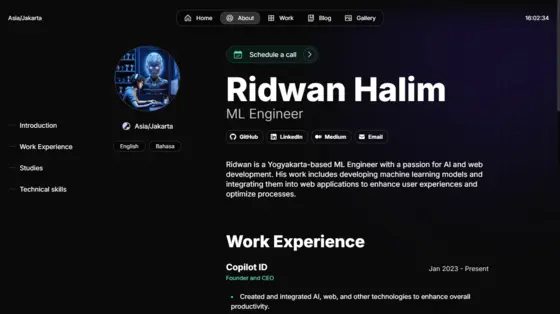 Asia/Jakarta
Home
About
Work
Blog
Gallery
16:02:34
Schedule a call
Ridwan Halim
ML Engineer
Asia/Jakarta
English
Bahasa
GitHub
LinkedIn
Medium
Email
Introduction
Work Experience
Studies
Technical skills
Ridwan is a Yogyakarta-based ML Engineer with a passion for AI and web
development. His work includes developing machine learning models and
integrating them into web applications to enhance user experiences and
optimize processes.
Work Experience
Copilot ID
Jan 2023 - Present
Founder and CEO
• Created and integrated AI, web, and other technologies to enhance overall
productivity.